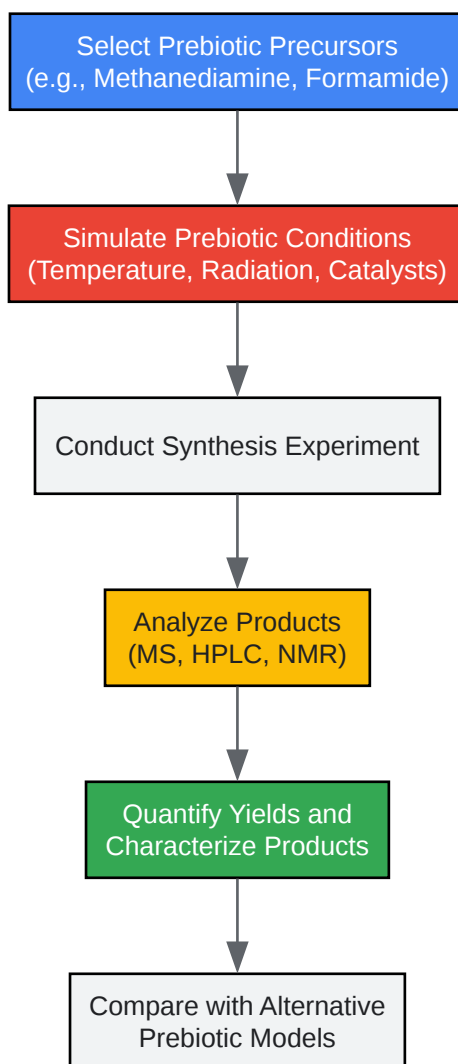 Select Prebiotic Precursors
(e.g., Methanediamine, Formamide)
Simulate Prebiotic Conditions
(Temperature, Radiation, Catalysts)
Conduct Synthesis Experiment
Analyze Products
(MS, HPLC, NMR)
Quantify Yields and
Characterize Products
Compare with Alternative
Prebiotic Models